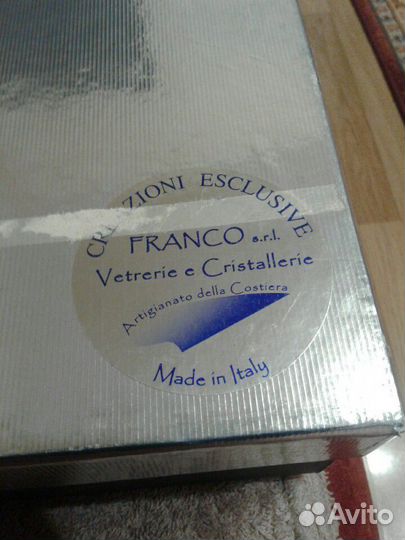 CREAZIONI ESCLUSIVE
FRANCO s.r.l.
Vetrerie e Cristallerie
Artigianato della Costiera
Made in Italy
Avito